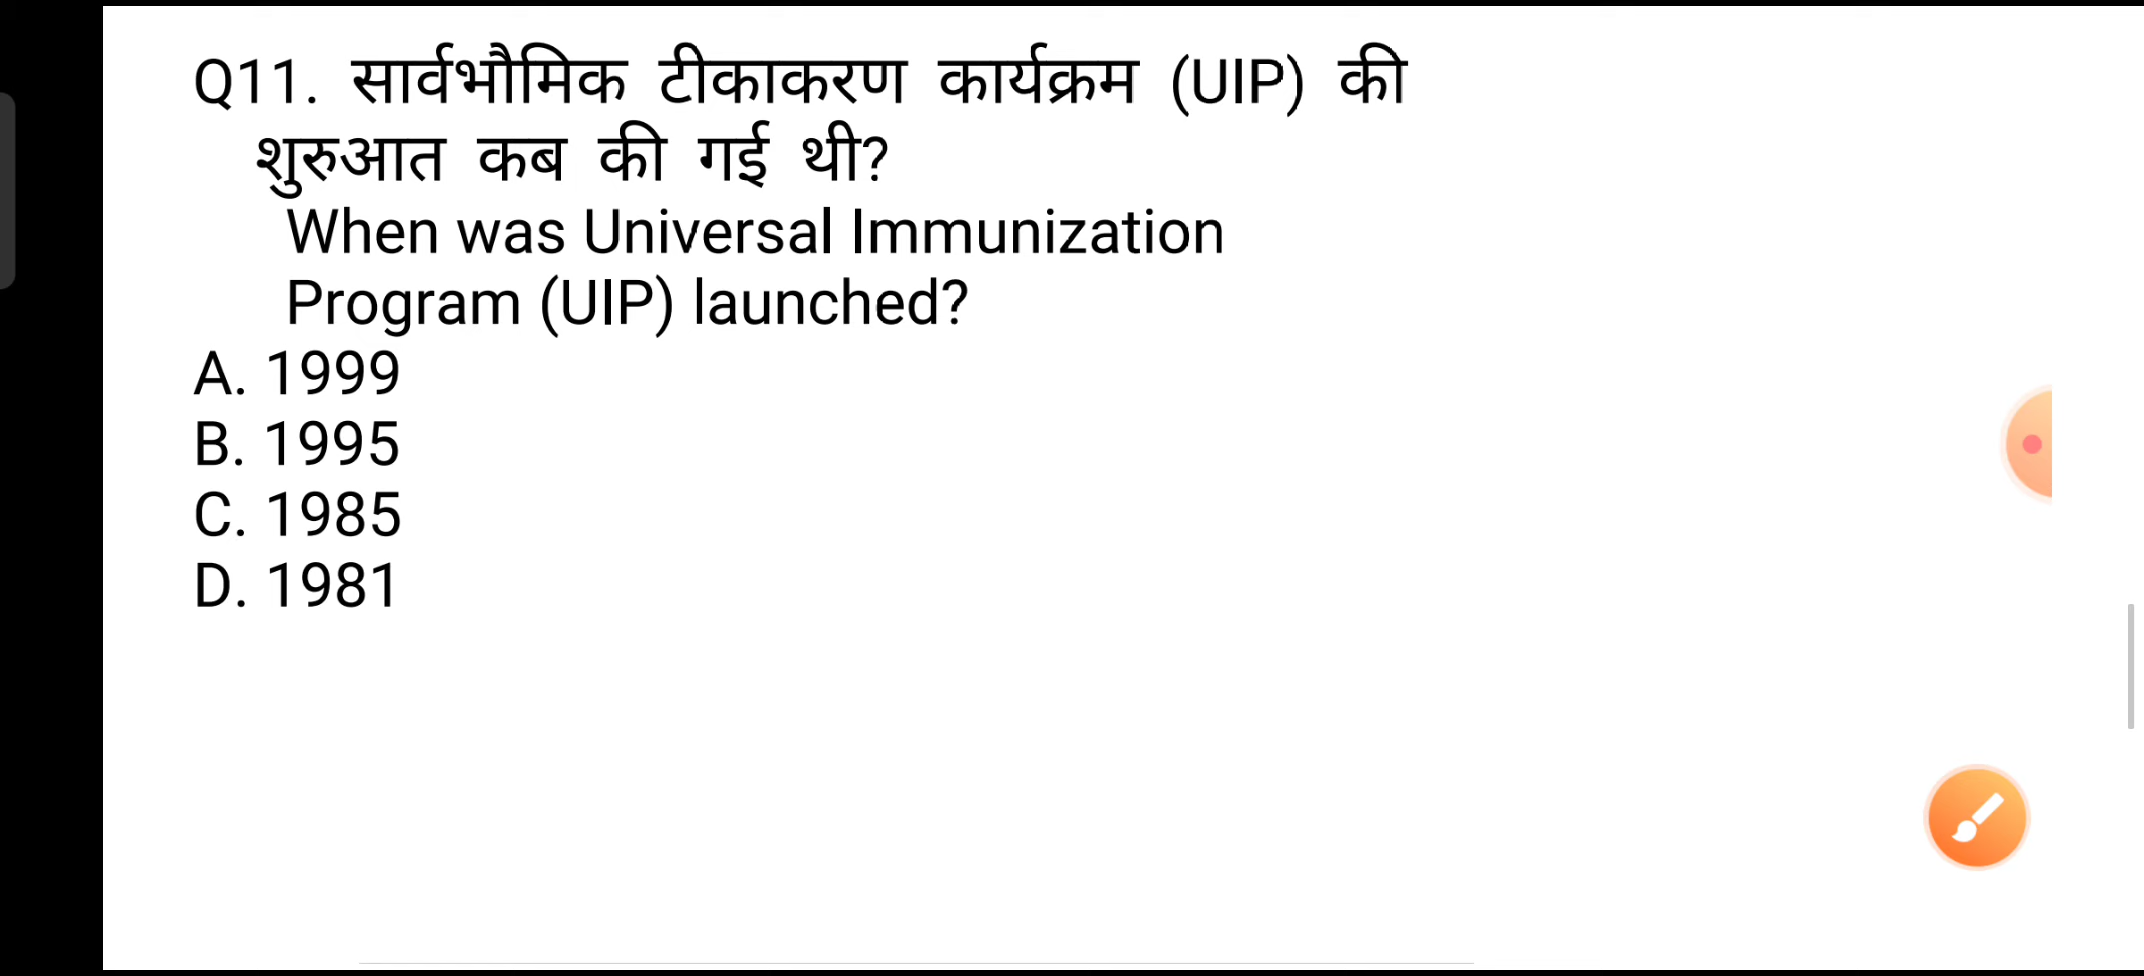 Q11. सार्वभौमिक टीकाकरण कार्यक्रम (UIP) की
शुरुआत कब की गई थी?
When was Universal Immunization
Program (UIP) launched?
A. 1999
B. 1995
C. 1985
D. 1981